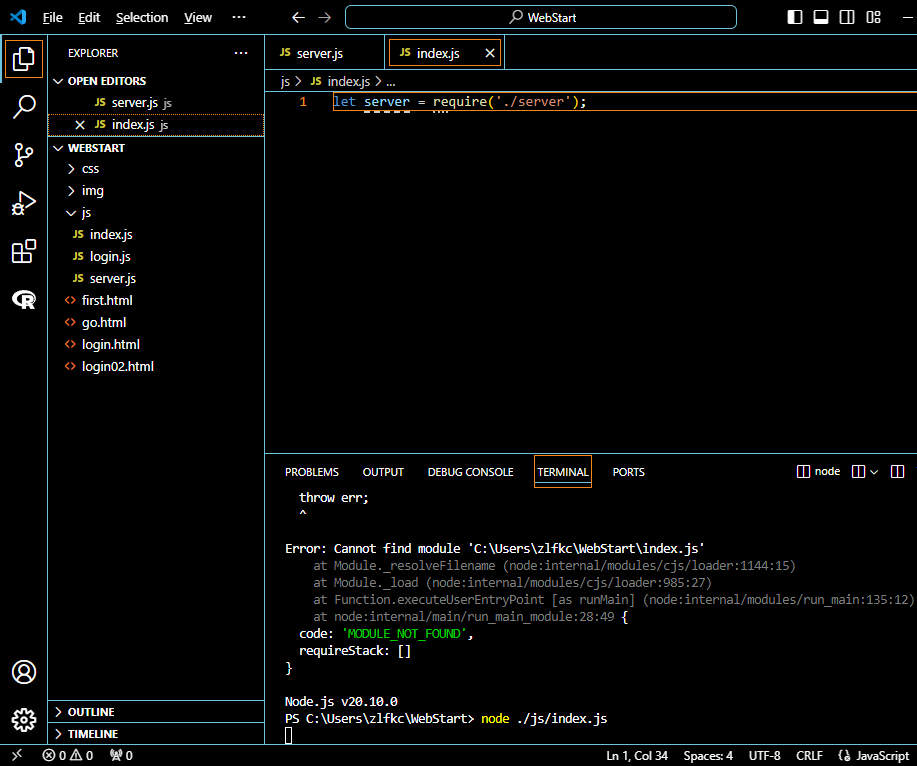 File Edit Selection View ··· WebStart
EXPLORER ···
OPEN EDITORS
JS server.js js
JS index.js js
WEBSTART
css
img
js
JS index.js
JS login.js
JS server.js
first.html
go.html
login.html
login02.html
OUTLINE
TIMELINE
JS server.js
JS index.js
js > JS index.js > ...
1 let server = require('./server');
PROBLEMS OUTPUT DEBUG CONSOLE TERMINAL PORTS node
throw err;
^
Error: Cannot find module 'C:\Users\zlfkc\WebStart\index.js'
at Module._resolveFilename (node:internal/modules/cjs/loader:1144:15)
at Module._load (node:internal/modules/cjs/loader:985:27)
at Function.executeUserEntryPoint [as runMain] (node:internal/modules/run_main:135:12)
at node:internal/main/run_main_module:28:49 {
code: 'MODULE_NOT_FOUND',
requireStack: []
}
Node.js v20.10.0
PS C:\Users\zlfkc\WebStart> node ./js/index.js
0 0 0 Ln 1, Col 34 Spaces: 4 UTF-8 CRLF JavaScript